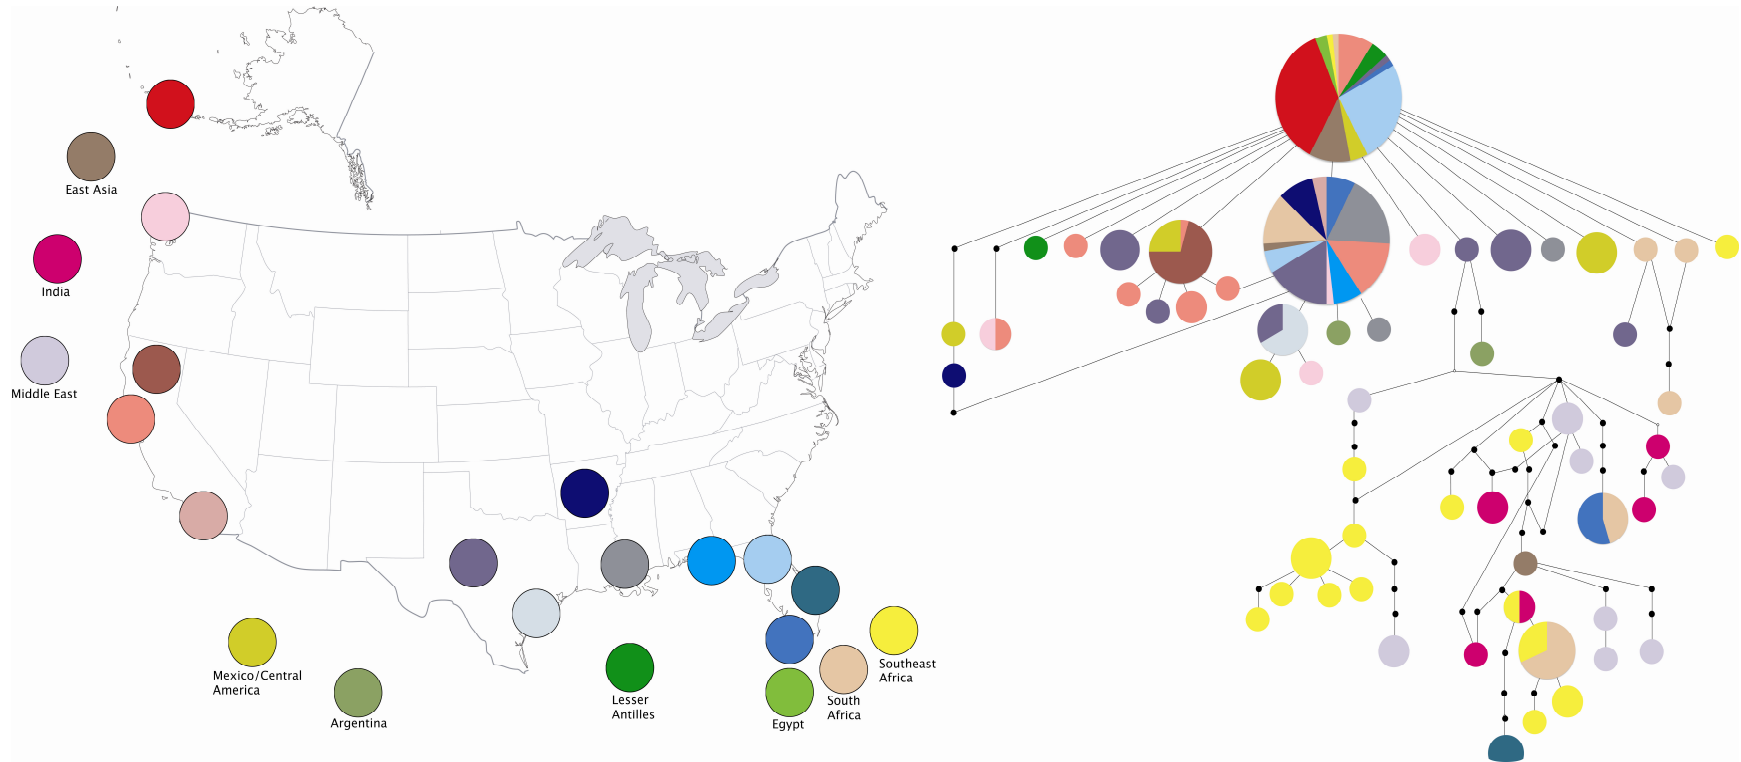 East Asia
India
Middle East
Mexico/Central
America
Argentina
Lesser
Antilles
Egypt
South
Africa
Southeast
Africa